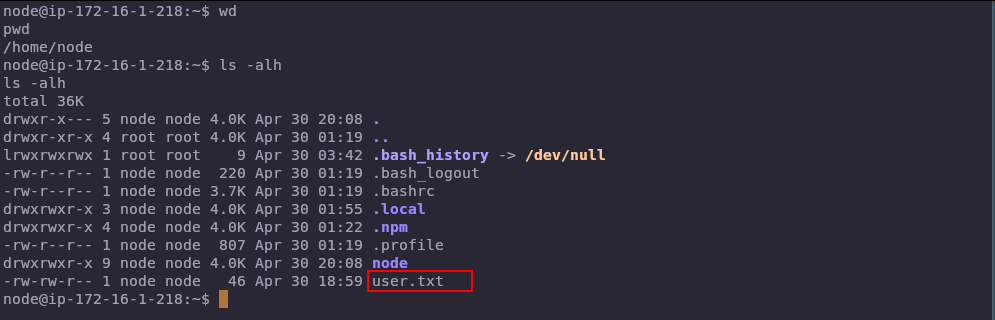 node@ip-172-16-1-218:~$ wd
pwd
/home/node
node@ip-172-16-1-218:~$ ls -alh
ls -alh
total 36K
drwxr-x--- 5 node node 4.0K Apr 30 20:08 .
drwxr-xr-x 4 root root 4.0K Apr 30 01:19 ..
lrwxrwxrwx 1 root root    9 Apr 30 03:42 .bash_history -> /dev/null
-rw-r--r-- 1 node node  220 Apr 30 01:19 .bash_logout
-rw-r--r-- 1 node node 3.7K Apr 30 01:19 .bashrc
drwxrwxr-x 3 node node 4.0K Apr 30 01:55 .local
drwxrwxr-x 4 node node 4.0K Apr 30 01:22 .npm
-rw-r--r-- 1 node node  807 Apr 30 01:19 .profile
drwxrwxr-x 9 node node 4.0K Apr 30 20:08 node
-rw-rw-r-- 1 node node   46 Apr 30 18:59 user.txt
node@ip-172-16-1-218:~$